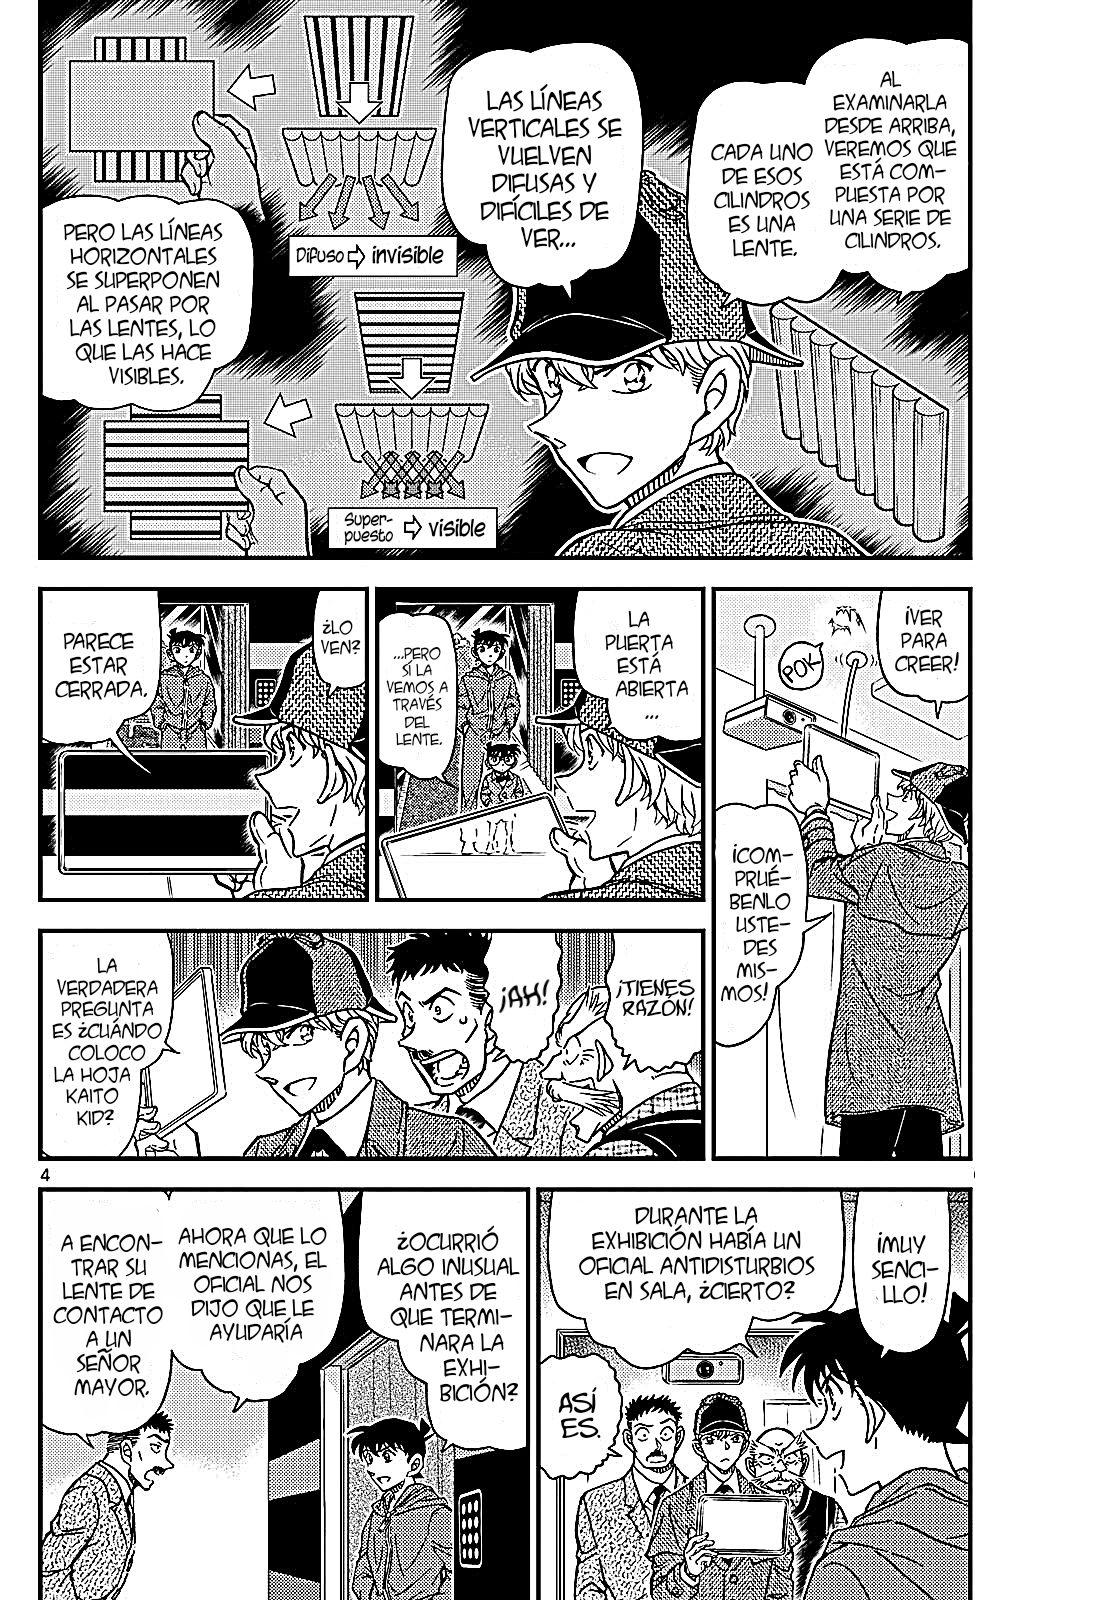 AL
EXAMINARLA
DESDE ARRIBA,
VEREMOS QUE
ESTÁ COM-
PUESTA POR
UNA SERIE DE
CILINDROS.
CADA UNO
DE ESOS
CILINDROS
ES UNA
LENTE.
LAS LÍNEAS
VERTICALES SE
VUELVEN
DIFUSAS Y
DIFÍCILES DE
VER...
DIFUSO ⇨ invisible
PERO LAS LÍNEAS
HORIZONTALES
SE SUPERPONEN
AL PASAR POR
LAS LENTES, LO
QUE LAS HACE
VISIBLES.
Super-
puesto ⇨ visible
¡VER
PARA
CREER!
POK
¡COM-
PRUÉ-
BENLO
USTE-
DES
MIS-
MOS!
LA
PUERTA
ESTÁ
ABIERTA
...
...PERO
SI LA
VEMOS A
TRAVÉS
DEL
LENTE.
¿LO
VEN?
PARECE
ESTAR
CERRADA.
¡TIENES
RAZÓN!
¡AH!
LA
VERDADERA
PREGUNTA
ES ¿CUÁNDO
COLOCO
LA HOJA
KAITO
KID?
4
¡MUY
SENCI-
LLO!
DURANTE LA
EXHIBICIÓN HABÍA UN
OFICIAL ANTIDISTURBIOS
EN SALA, ¿CIERTO?
ASÍ
ES.
¿OCURRIÓ
ALGO INUSUAL
ANTES DE
QUE TERMI-
NARA LA
EXHI-
BICIÓN?
AHORA QUE LO
MENCIONAS, EL
OFICIAL NOS
DIJO QUE LE
AYUDARÍA
A ENCON-
TRAR SU
LENTE DE
CONTACTO
A UN
SEÑOR
MAYOR.